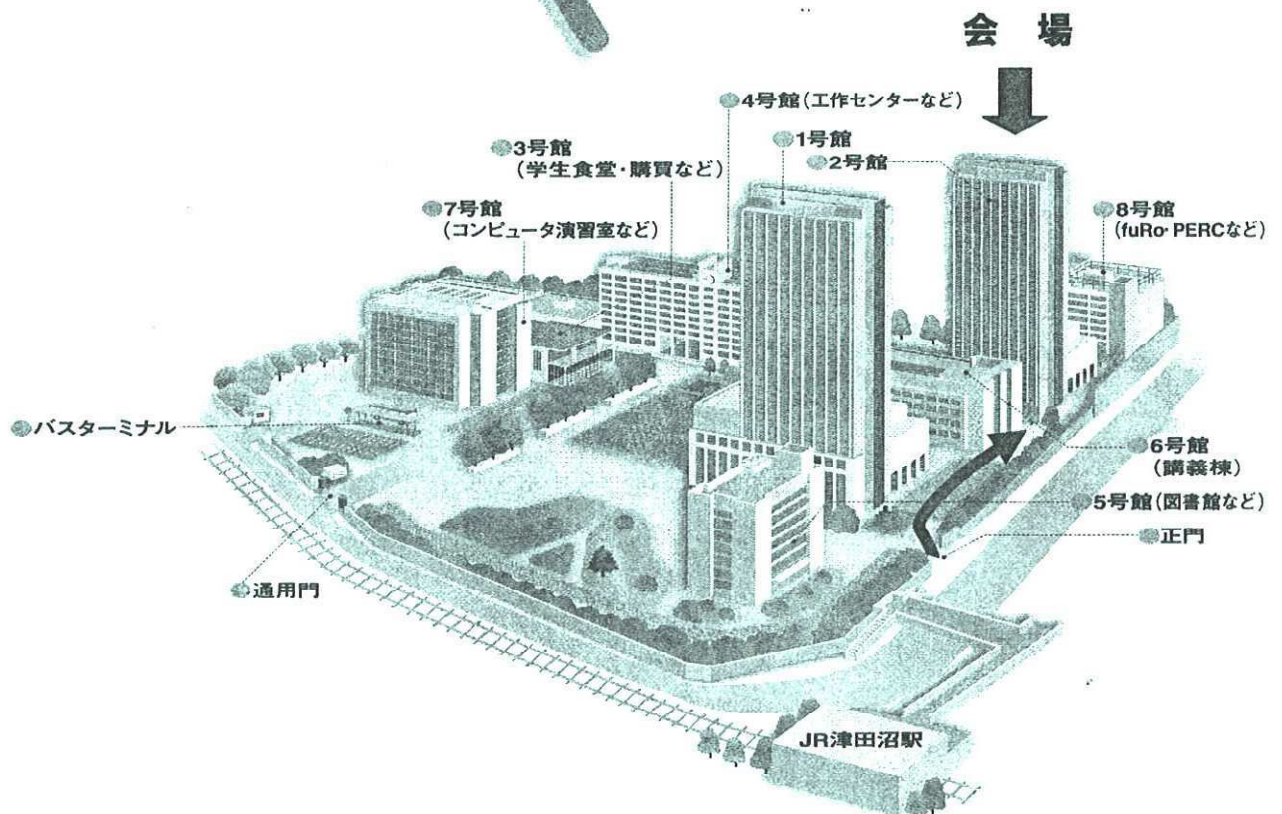 会場
●4号館(工作センターなど)
●1号館
●3号館
(学生食堂・購買など)
●2号館
●7号館
(コンピュータ演習室など)
●8号館
(fuRo・PERCなど)
●バスターミナル
●6号館
(講義棟)
●5号館(図書館など)
●正門
●通用門
JR津田沼駅